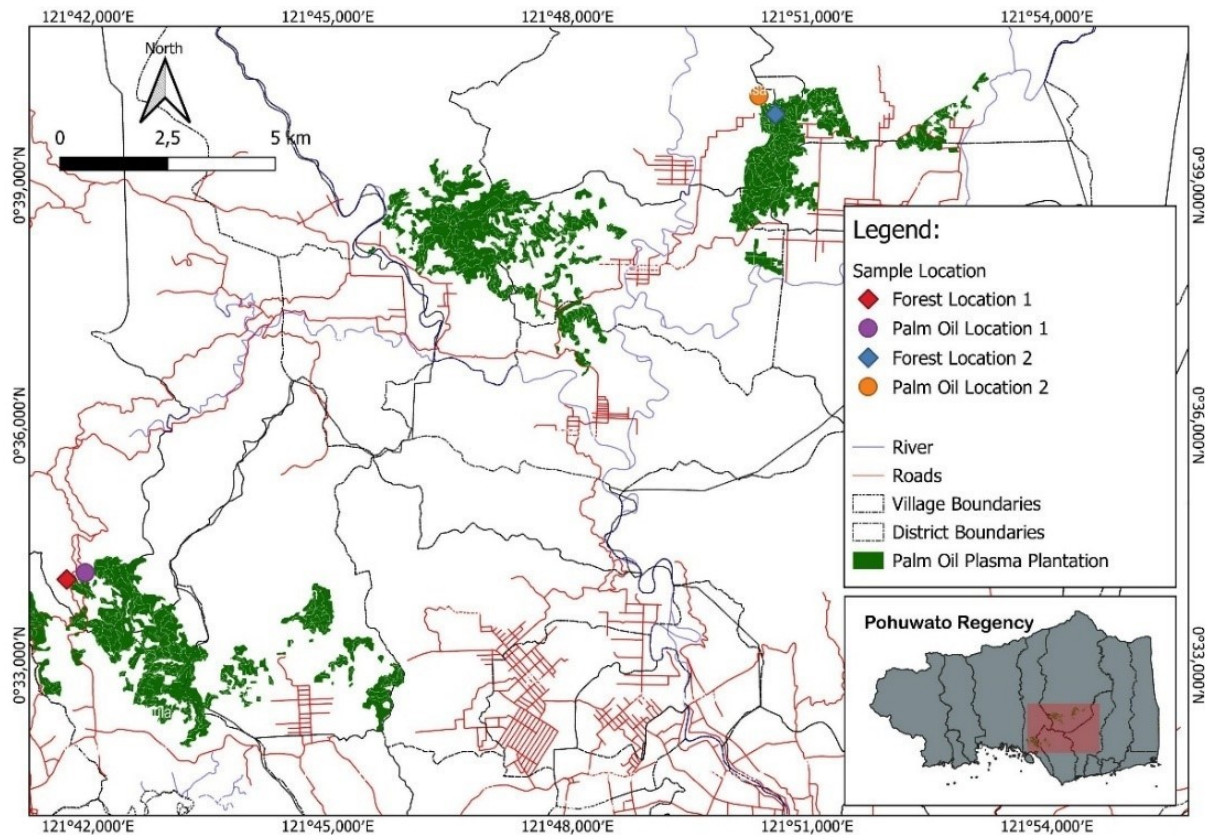 121°42,000'E 121°45,000'E 121°48,000'E 121°51,000'E 121°54,000'E
North
0 2,5 5 km
0°39,000'N 0°39,000'N
Legend:
Sample Location
Forest Location 1
Palm Oil Location 1
Forest Location 2
Palm Oil Location 2
River
Roads
Village Boundaries
District Boundaries
Palm Oil Plasma Plantation
0°36,000'N 0°36,000'N
Pohuwato Regency
0°33,000'N 0°33,000'N
121°42,000'E 121°45,000'E 121°48,000'E 121°51,000'E 121°54,000'E